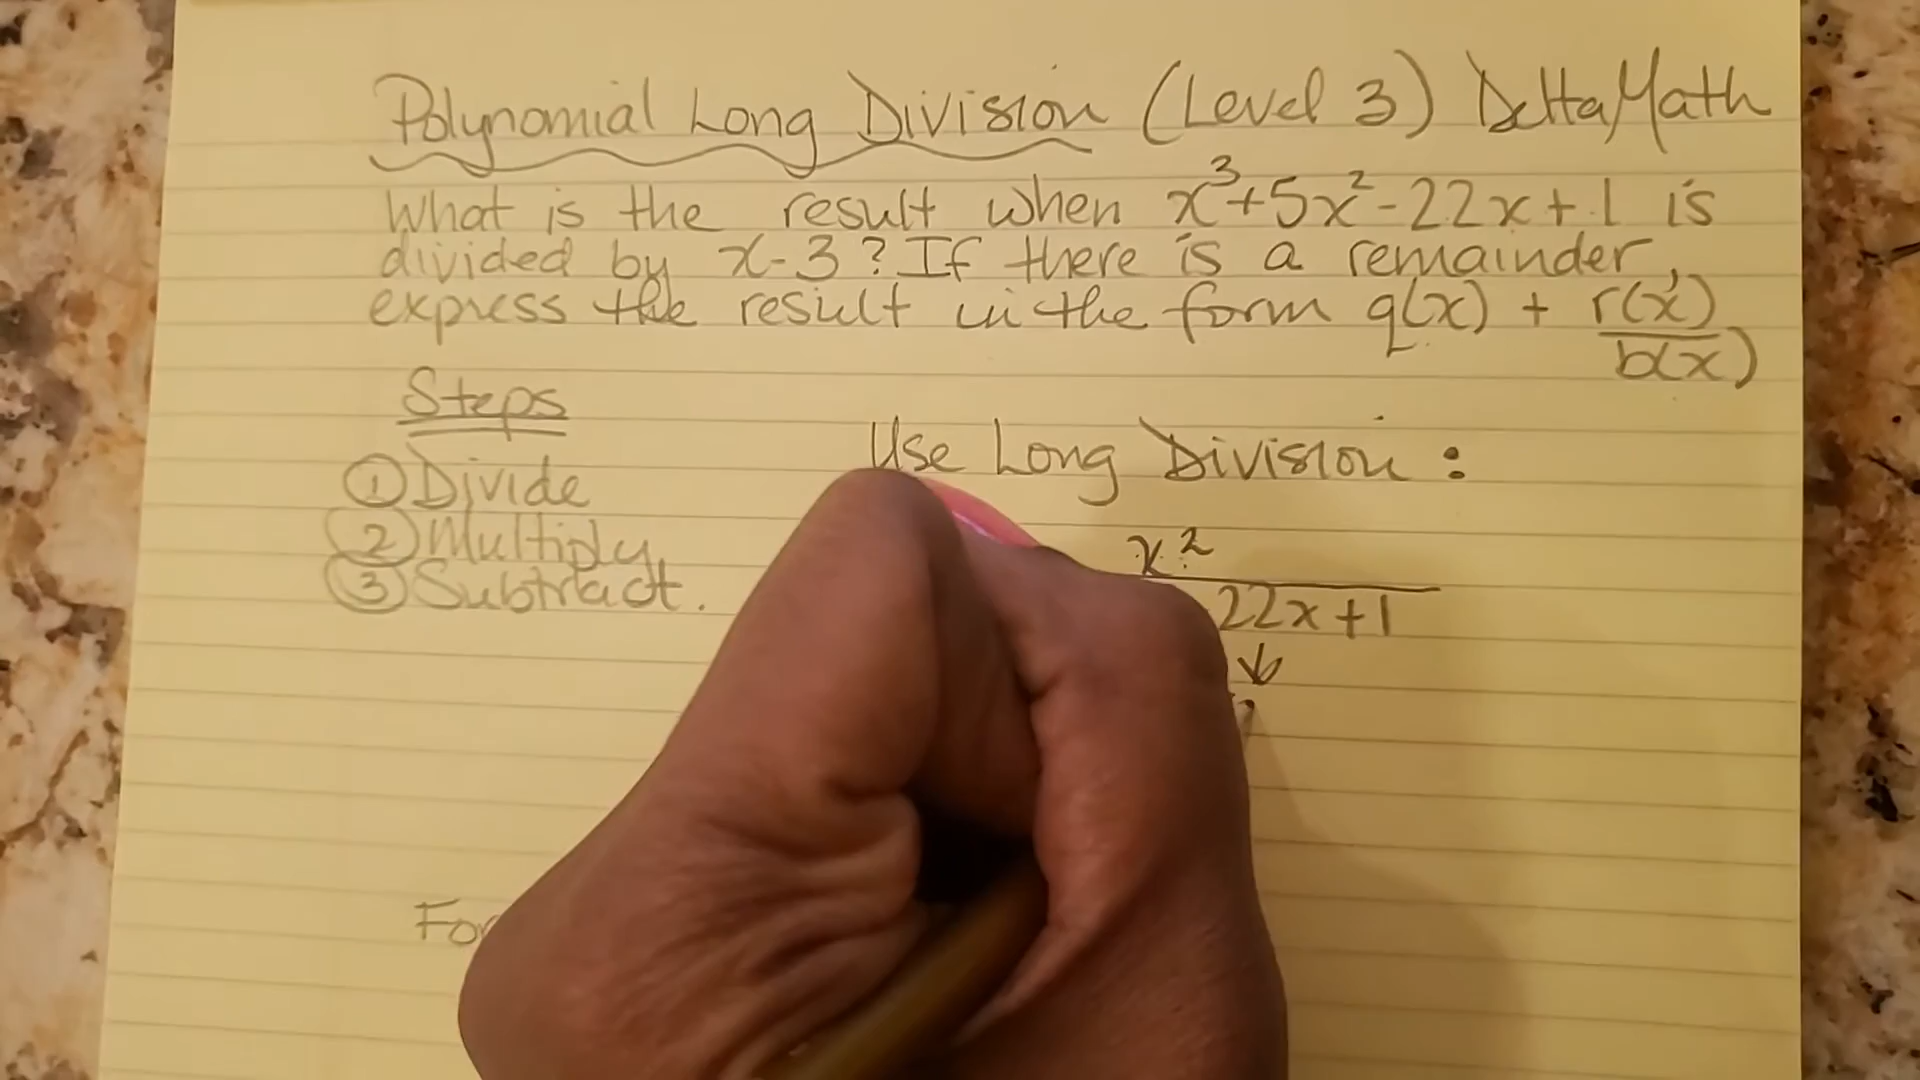 Polynomial Long Division (Level 3) DeltaMath
What is the result when x³+5x²-22x+1 is
divided by x-3? If there is a remainder,
express the result in the form q(x) + r(x)
b(x)
Steps
Use Long Division:
① Divide
② Multiply
③ Subtract.
x²
22x+1